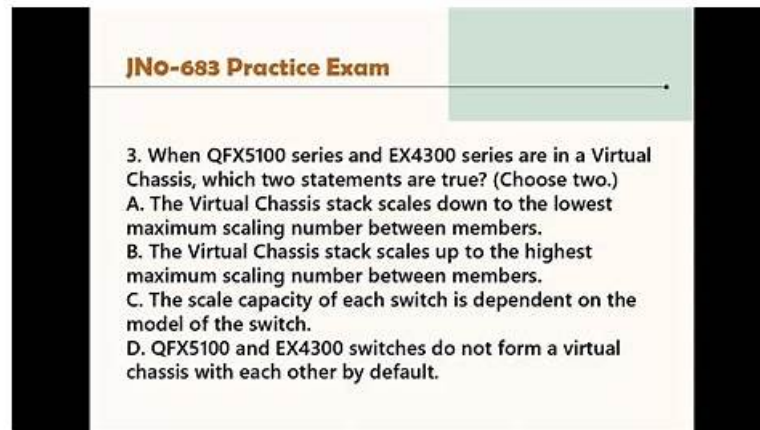 JN0-683 Practice Exam
3. When QFX5100 series and EX4300 series are in a Virtual
Chassis, which two statements are true? (Choose two.)
A. The Virtual Chassis stack scales down to the lowest
maximum scaling number between members.
B. The Virtual Chassis stack scales up to the highest
maximum scaling number between members.
C. The scale capacity of each switch is dependent on the
model of the switch.
D. QFX5100 and EX4300 switches do not form a virtual
chassis with each other by default.